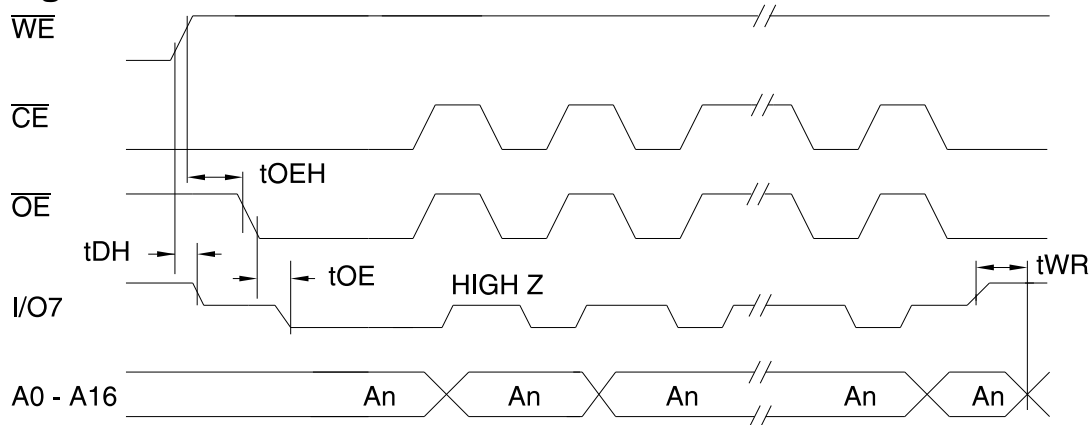 WE
CE
tOEH
OE
tDH
tOE
tWR
HIGH Z
I/O7
A0 - A16 An An An An An